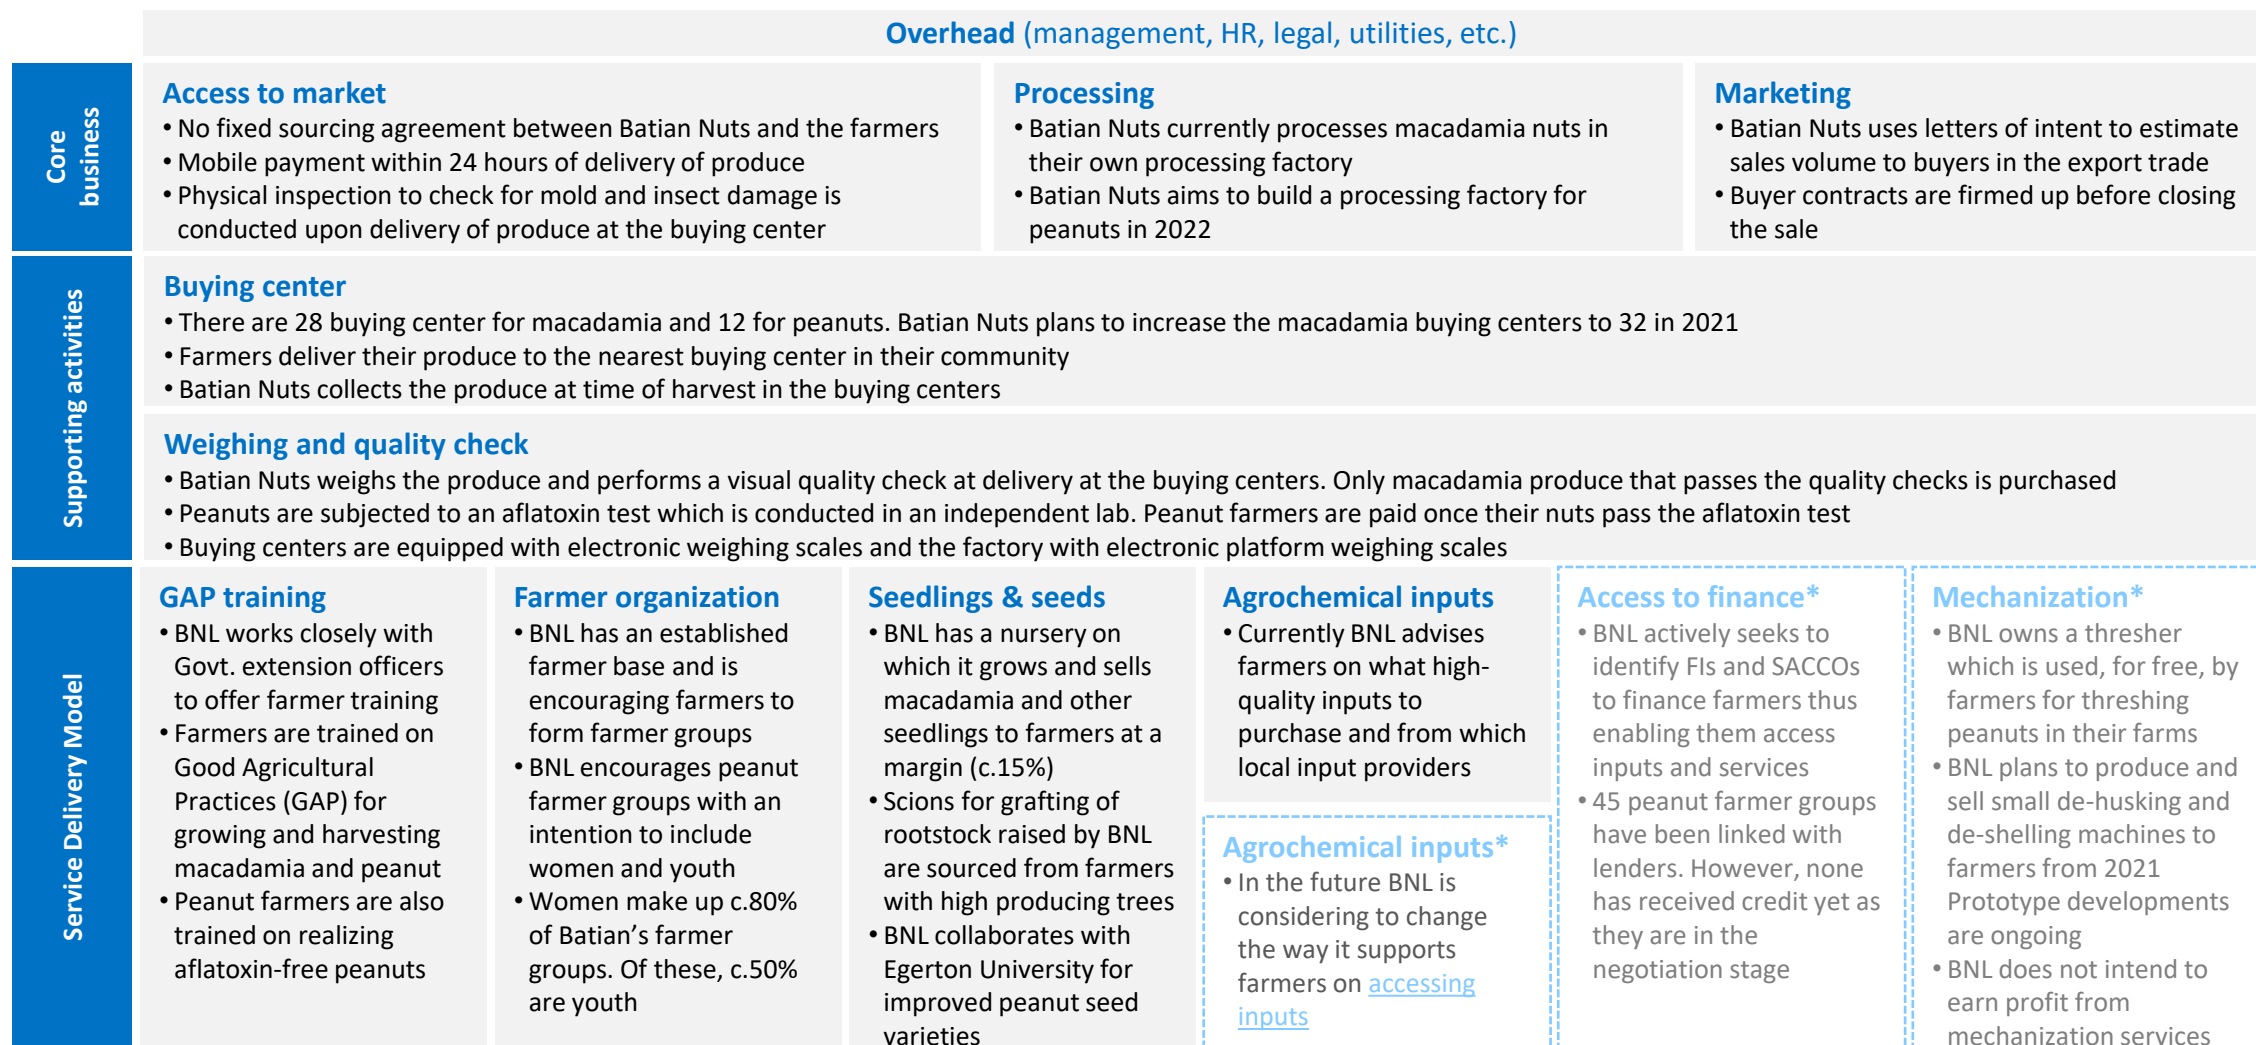 Overhead (management, HR, legal, utilities, etc.)
Core
business
Access to market
• No fixed sourcing agreement between Batian Nuts and the farmers
• Mobile payment within 24 hours of delivery of produce
• Physical inspection to check for mold and insect damage is
conducted upon delivery of produce at the buying center
Processing
• Batian Nuts currently processes macadamia nuts in
their own processing factory
• Batian Nuts aims to build a processing factory for
peanuts in 2022
Marketing
• Batian Nuts uses letters of intent to estimate
sales volume to buyers in the export trade
• Buyer contracts are firmed up before closing
the sale
Supporting activities
Buying center
• There are 28 buying center for macadamia and 12 for peanuts. Batian Nuts plans to increase the macadamia buying centers to 32 in 2021
• Farmers deliver their produce to the nearest buying center in their community
• Batian Nuts collects the produce at time of harvest in the buying centers
Weighing and quality check
• Batian Nuts weighs the produce and performs a visual quality check at delivery at the buying centers. Only macadamia produce that passes the quality checks is purchased
• Peanuts are subjected to an aflatoxin test which is conducted in an independent lab. Peanut farmers are paid once their nuts pass the aflatoxin test
• Buying centers are equipped with electronic weighing scales and the factory with electronic platform weighing scales
Service Delivery Model
GAP training
• BNL works closely with
Govt. extension officers
to offer farmer training
• Farmers are trained on
Good Agricultural
Practices (GAP) for
growing and harvesting
macadamia and peanut
• Peanut farmers are also
trained on realizing
aflatoxin-free peanuts
Farmer organization
• BNL has an established
farmer base and is
encouraging farmers to
form farmer groups
• BNL encourages peanut
farmer groups with an
intention to include
women and youth
• Women make up c.80%
of Batian’s farmer
groups. Of these, c.50%
are youth
Seedlings & seeds
• BNL has a nursery on
which it grows and sells
macadamia and other
seedlings to farmers at a
margin (c.15%)
• Scions for grafting of
rootstock raised by BNL
are sourced from farmers
with high producing trees
• BNL collaborates with
Egerton University for
improved peanut seed
varieties
Agrochemical inputs
• Currently BNL advises
farmers on what high-
quality inputs to
purchase and from which
local input providers
Agrochemical inputs*
• In the future BNL is
considering to change
the way it supports
farmers on accessing
inputs
Access to finance*
• BNL actively seeks to
identify FIs and SACCOs
to finance farmers thus
enabling them access
inputs and services
• 45 peanut farmer groups
have been linked with
lenders. However, none
has received credit yet as
they are in the
negotiation stage
Mechanization*
• BNL owns a thresher
which is used, for free, by
farmers for threshing
peanuts in their farms
• BNL plans to produce and
sell small de-husking and
de-shelling machines to
farmers from 2021
Prototype developments
are ongoing
• BNL does not intend to
earn profit from
mechanization services